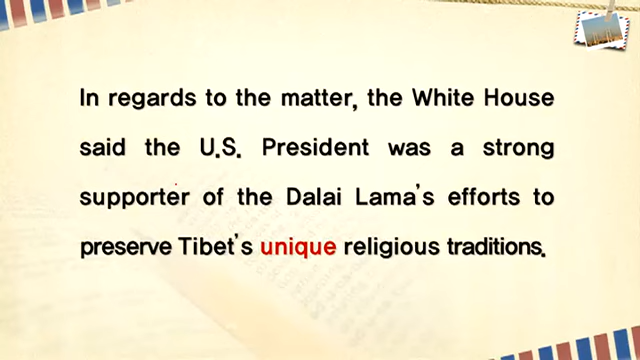 In regards to the matter, the White House
said the U.S. President was a strong
supporter of the Dalai Lama's efforts to
preserve Tibet's unique religious traditions.